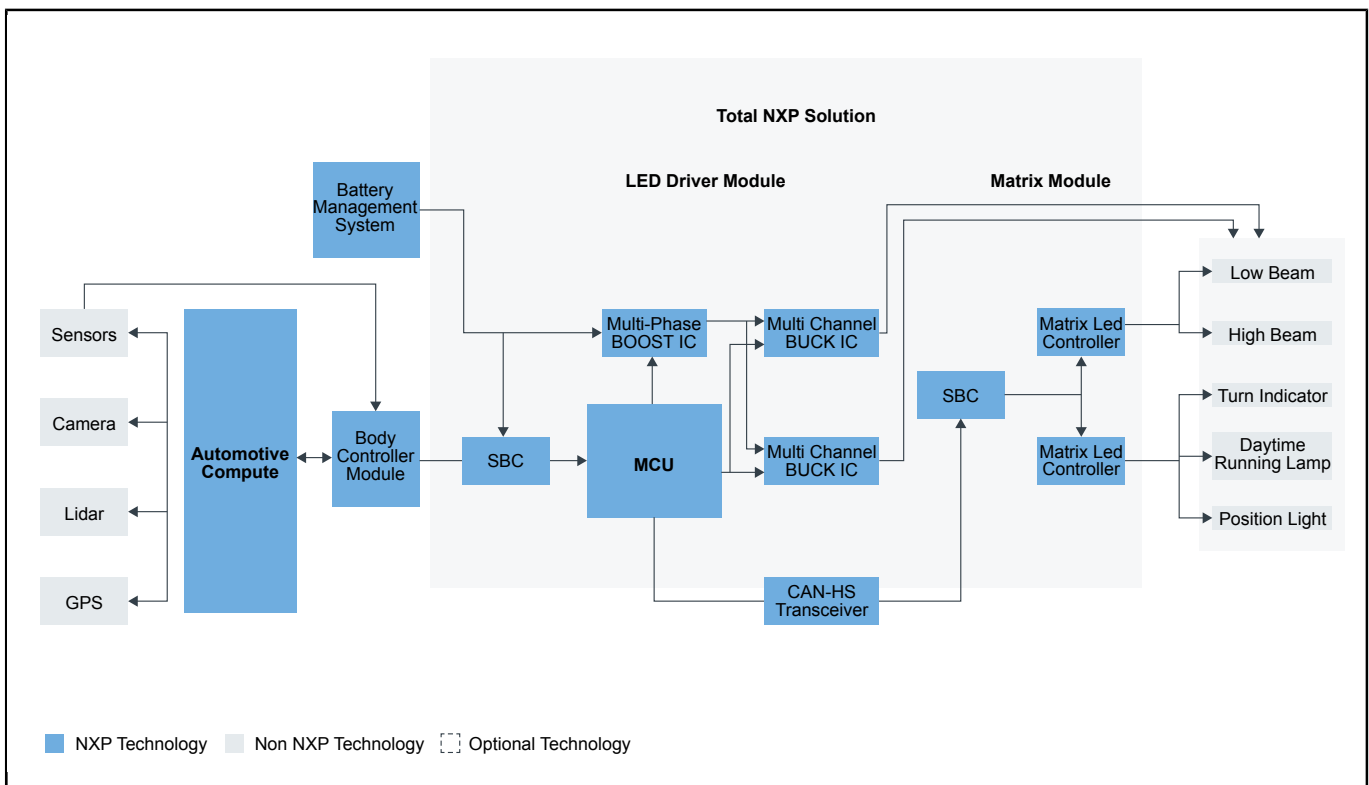 Total NXP Solution
LED Driver Module
Matrix Module
Battery
Management
System
Sensors
Camera
Lidar
GPS
Automotive
Compute
Body
Controller
Module
SBC
Multi-Phase
BOOST IC
MCU
Multi Channel
BUCK IC
Multi Channel
BUCK IC
CAN-HS
Transceiver
SBC
Matrix Led
Controller
Matrix Led
Controller
Low Beam
High Beam
Turn Indicator
Daytime
Running Lamp
Position Light
NXP Technology
Non NXP Technology
Optional Technology